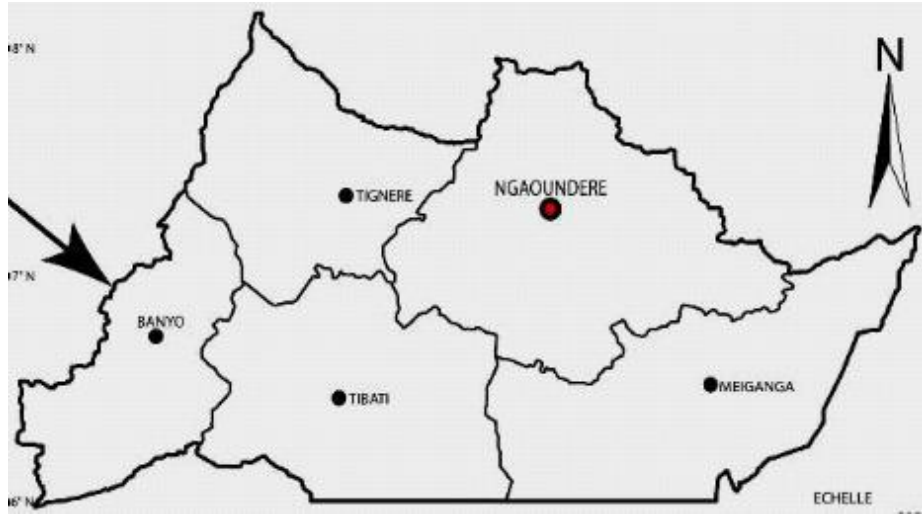 8° N
N
NGAOUNDERE
TIGNERE
7° N
BANYO
MEIGANGA
TIBATI
6° N
ECHELLE